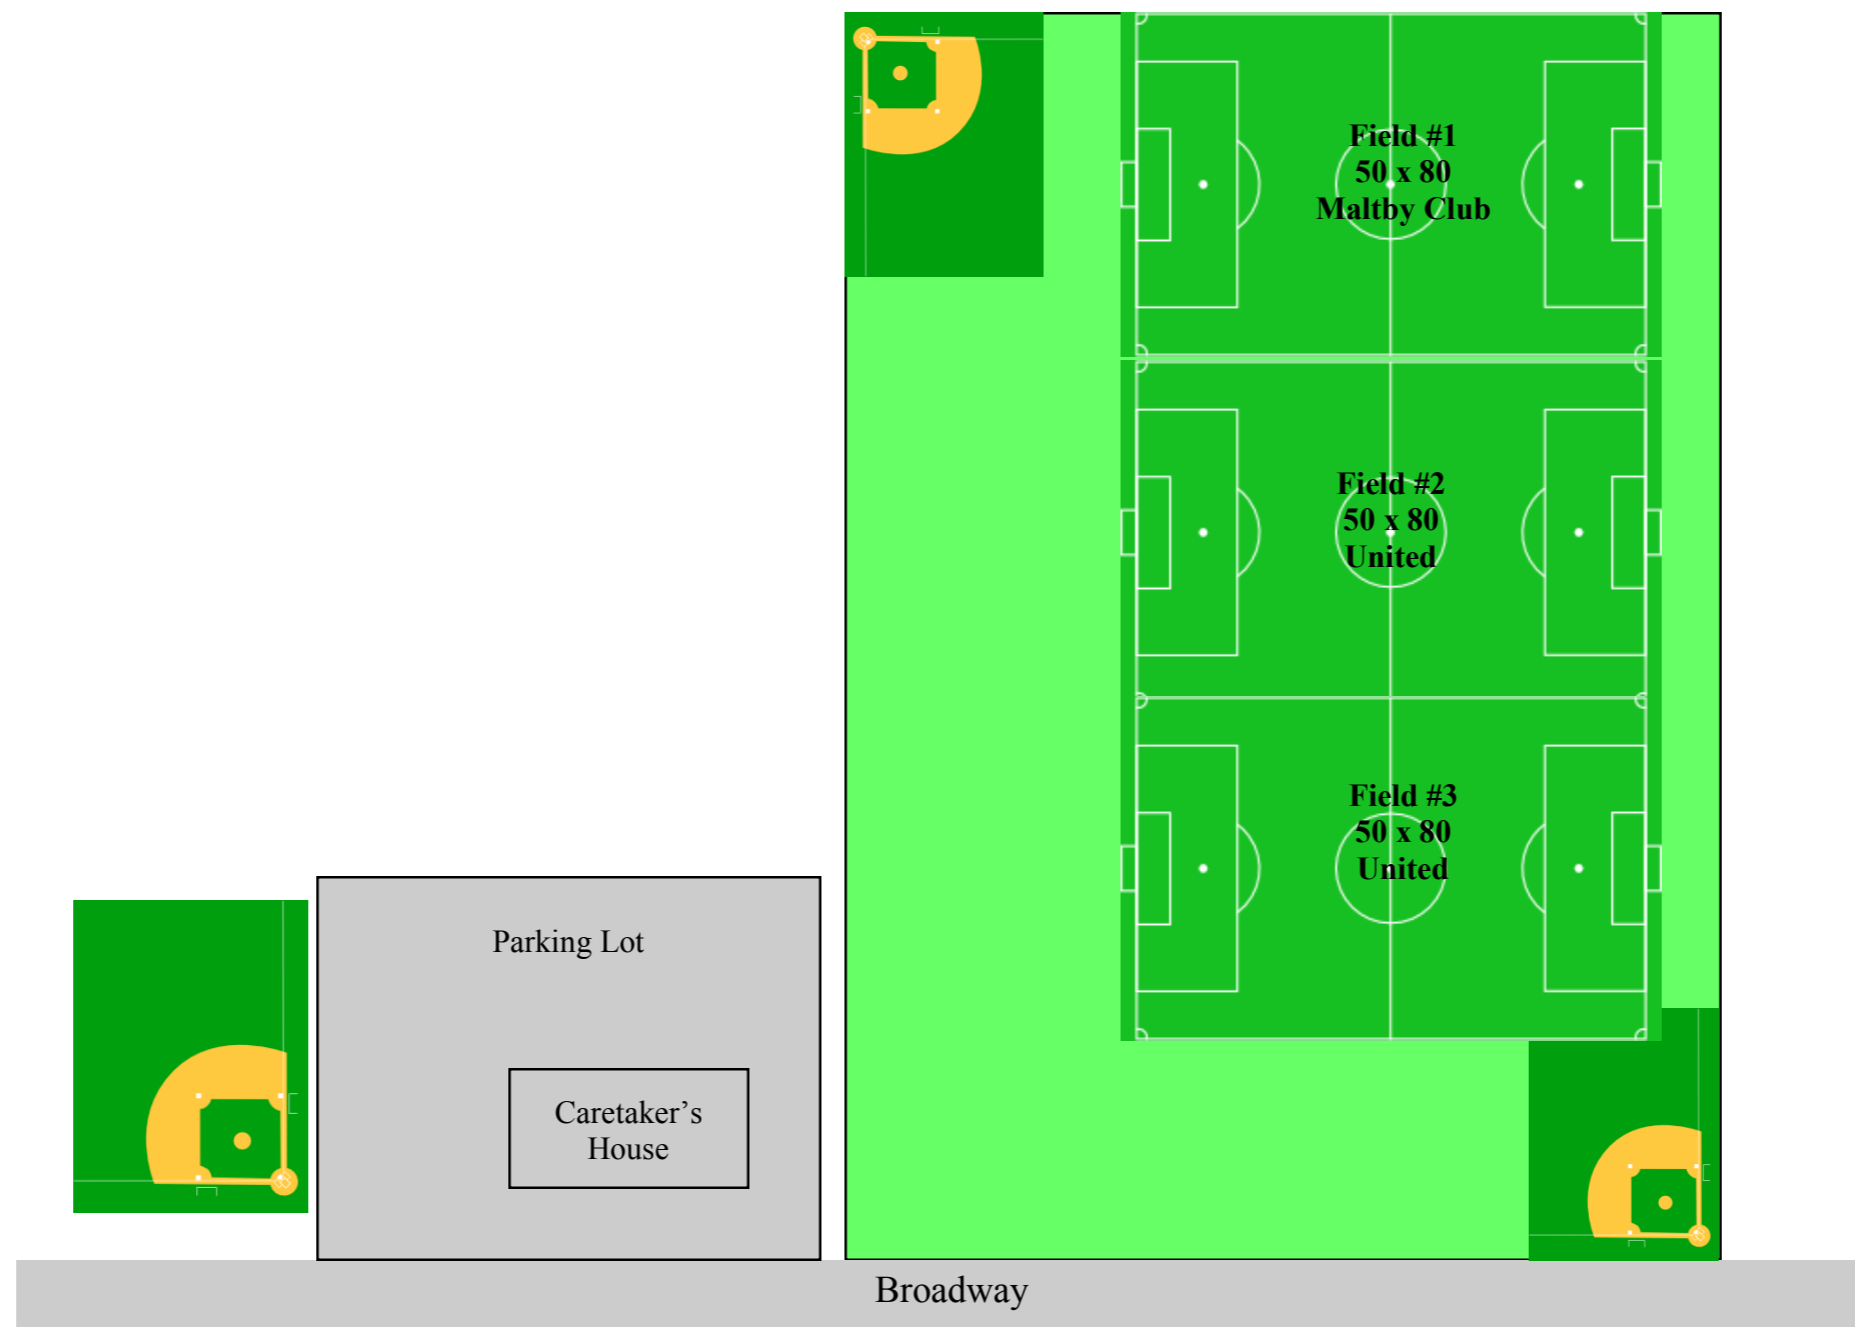 Field #1
50 x 80
Maltby Club
Field #2
50 x 80
United
Field #3
50 x 80
United
Parking Lot
Caretaker’s
House
Broadway